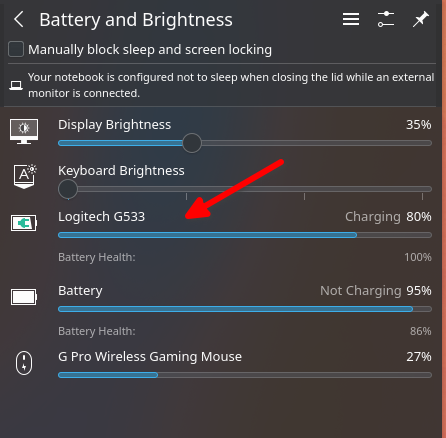 Battery and Brightness
Manually block sleep and screen locking
Your notebook is configured not to sleep when closing the lid while an external
monitor is connected.
Display Brightness 35%
Keyboard Brightness
Logitech G533 Charging 80%
Battery Health: 100%
Battery Not Charging 95%
Battery Health: 86%
G Pro Wireless Gaming Mouse 27%